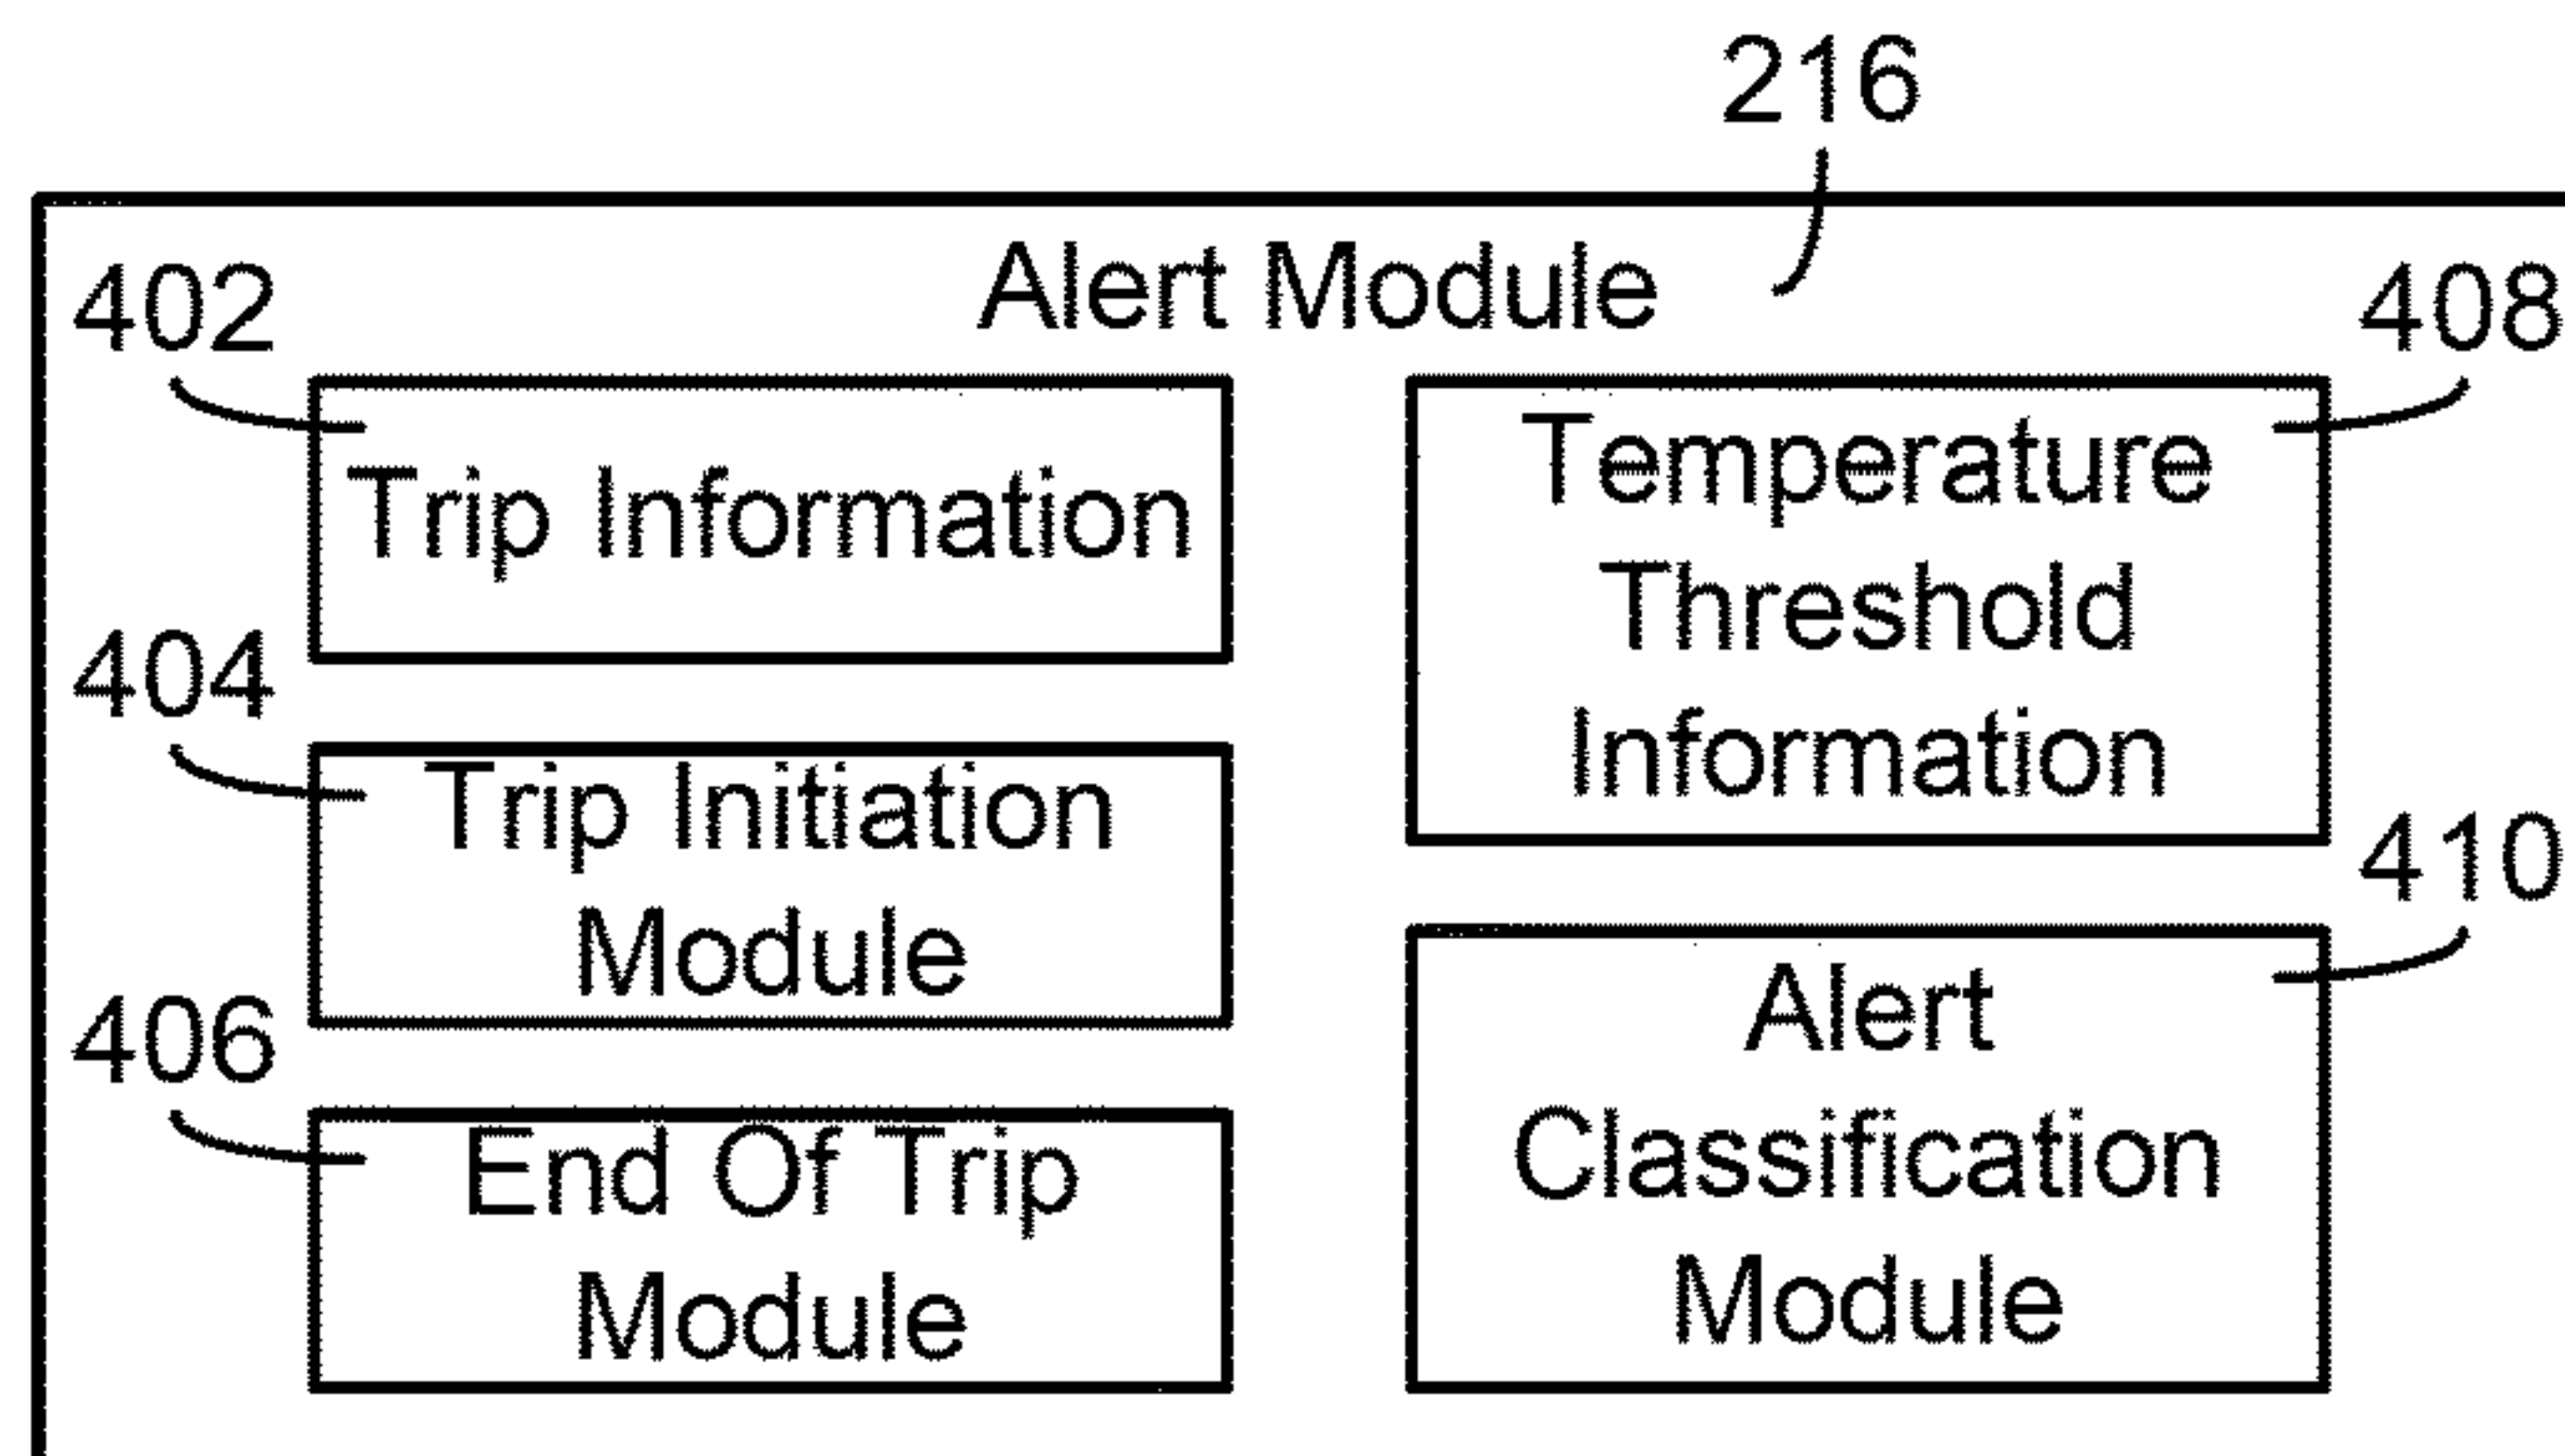 216
Alert Module
402
Trip Information
404
Trip Initiation
Module
406
End Of Trip
Module
408
Temperature
Threshold
Information
410
Alert
Classification
Module